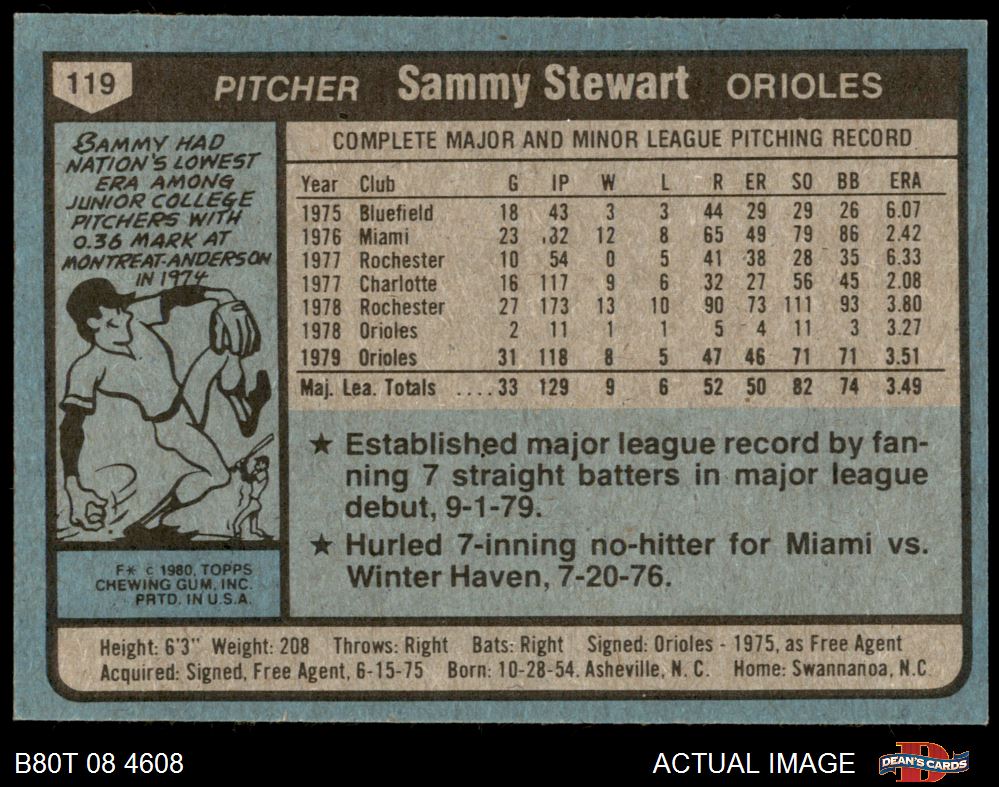 119 PITCHER Sammy Stewart ORIOLES
SAMMY HAD
NATION'S LOWEST
ERA AMONG
JUNIOR COLLEGE
PITCHERS WITH
0.36 MARK AT
MONTREAT-ANDERSON
IN 1974
COMPLETE MAJOR AND MINOR LEAGUE PITCHING RECORD
Year Club G IP W L R ER SO BB ERA
1975 Bluefield 18 43 3 3 44 29 29 26 6.07
1976 Miami 23 .32 12 8 65 49 79 86 2.42
1977 Rochester 10 54 0 5 41 38 28 35 6.33
1977 Charlotte 16 117 9 6 32 27 56 45 2.08
1978 Rochester 27 173 13 10 90 73 111 93 3.80
1978 Orioles 2 11 1 1 5 4 11 3 3.27
1979 Orioles 31 118 8 5 47 46 71 71 3.51
Maj. Lea. Totals ....33 129 9 6 52 50 82 74 3.49
★ Established major league record by fan-
ning 7 straight batters in major league
debut, 9-1-79.
★ Hurled 7-inning no-hitter for Miami vs.
Winter Haven, 7-20-76.
F* © 1980, TOPPS
CHEWING GUM, INC.
PRTD. IN U.S.A.
Height: 6'3" Weight: 208 Throws: Right Bats: Right Signed: Orioles - 1975, as Free Agent
Acquired: Signed, Free Agent, 6-15-75 Born: 10-28-54. Asheville, N. C. Home: Swannanoa, N.C
B80T 08 4608 ACTUAL IMAGE D DEAN'S CARDS